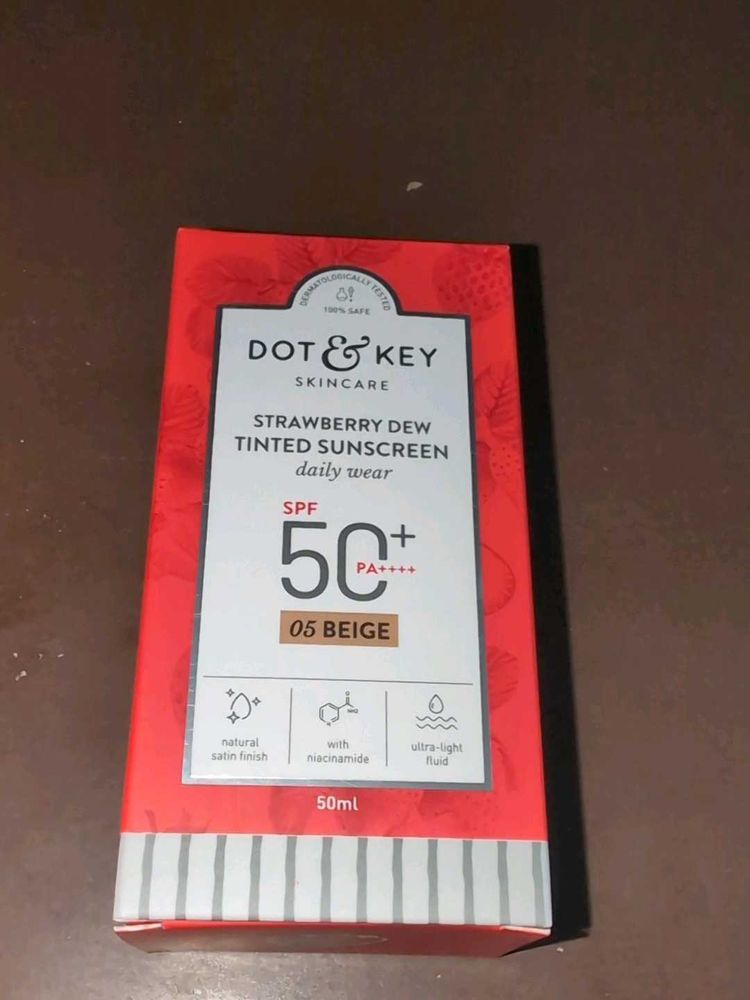 DERMATOLOGICALLY TESTED
100% SAFE
DOT & KEY
SKINCARE
STRAWBERRY DEW
TINTED SUNSCREEN
daily wear
SPF
50+
PA++++
05 BEIGE
NH2
N
O
natural
satin finish
with
niacinamide
ultra-light
fluid
50ml